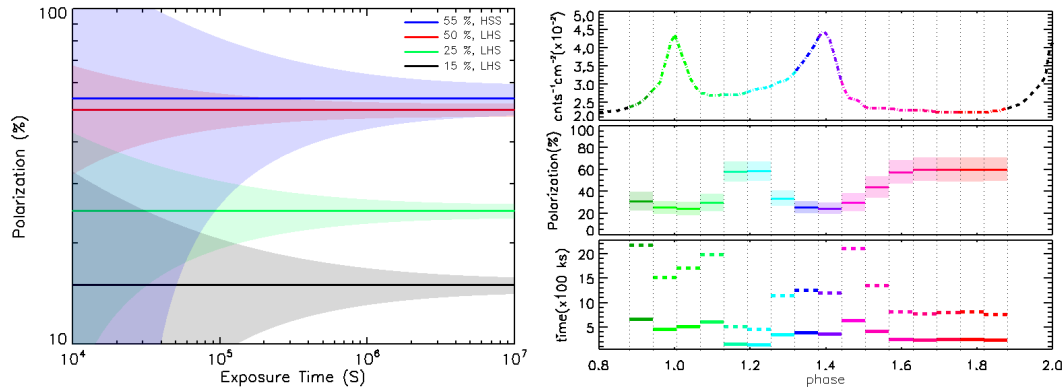 100
55 %, HSS
50 %, LHS
25 %, LHS
15 %, LHS
Polarization (%)
10
10⁴ 10⁵ 10⁶ 10⁷
Exposure Time (S)
cnts⁻¹cm⁻²(x10⁻²)
4.5
4.0
3.5
3.0
2.5
2.0
Polarization(%)
100
80
60
40
20
0
time(x100 ks)
20
15
10
5
0.8 1.0 1.2 1.4 1.6 1.8 2.0
phase